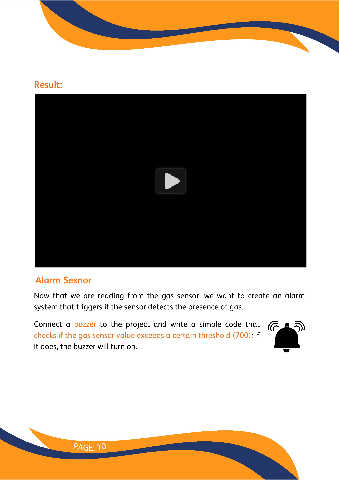 Result:
Alarm Sesnor
Now that we are reading from the gas sensor, we want to create an alarm
system that triggers if the sensor detects the presence of gas.
Connect a buzzer to the project and write a simple code that
checks if the gas sensor value exceeds a certain threshold (700); if
it does, the buzzer will turn on.
PAGE 10